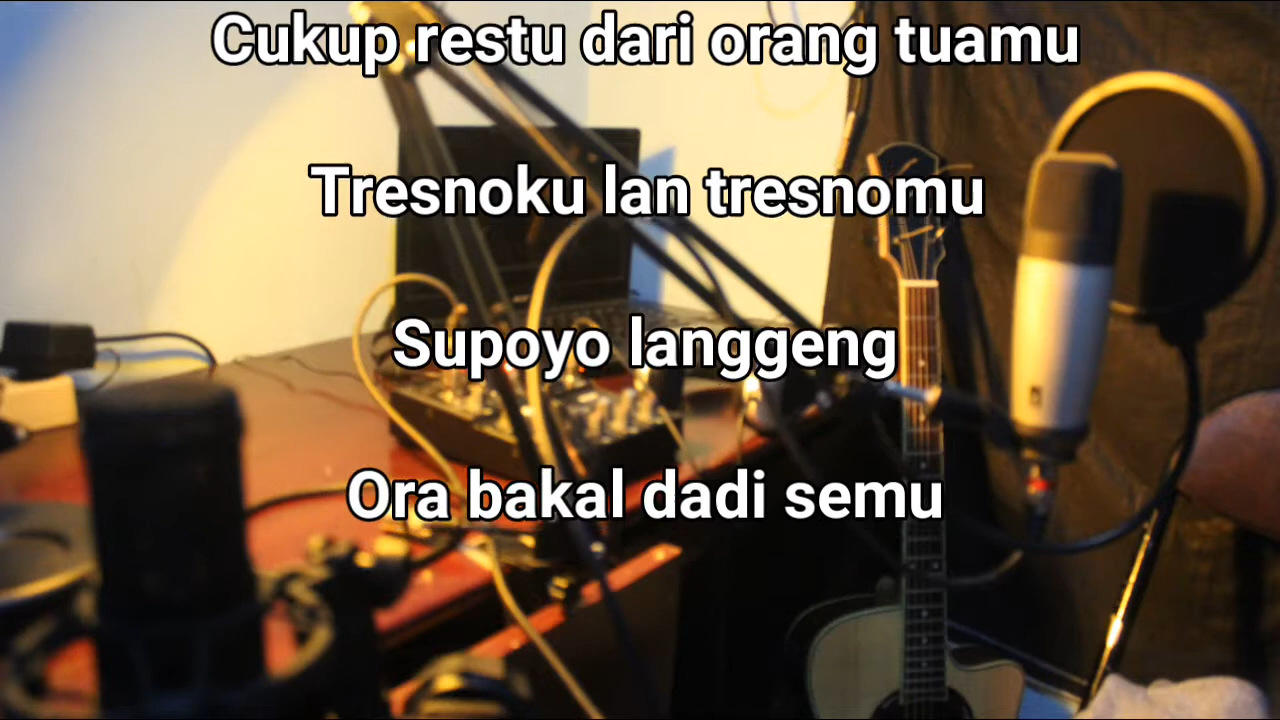 Cukup restu dari orang tuamu
Tresnoku lan tresnomu
Supoyo langgeng
Ora bakal dadi semu